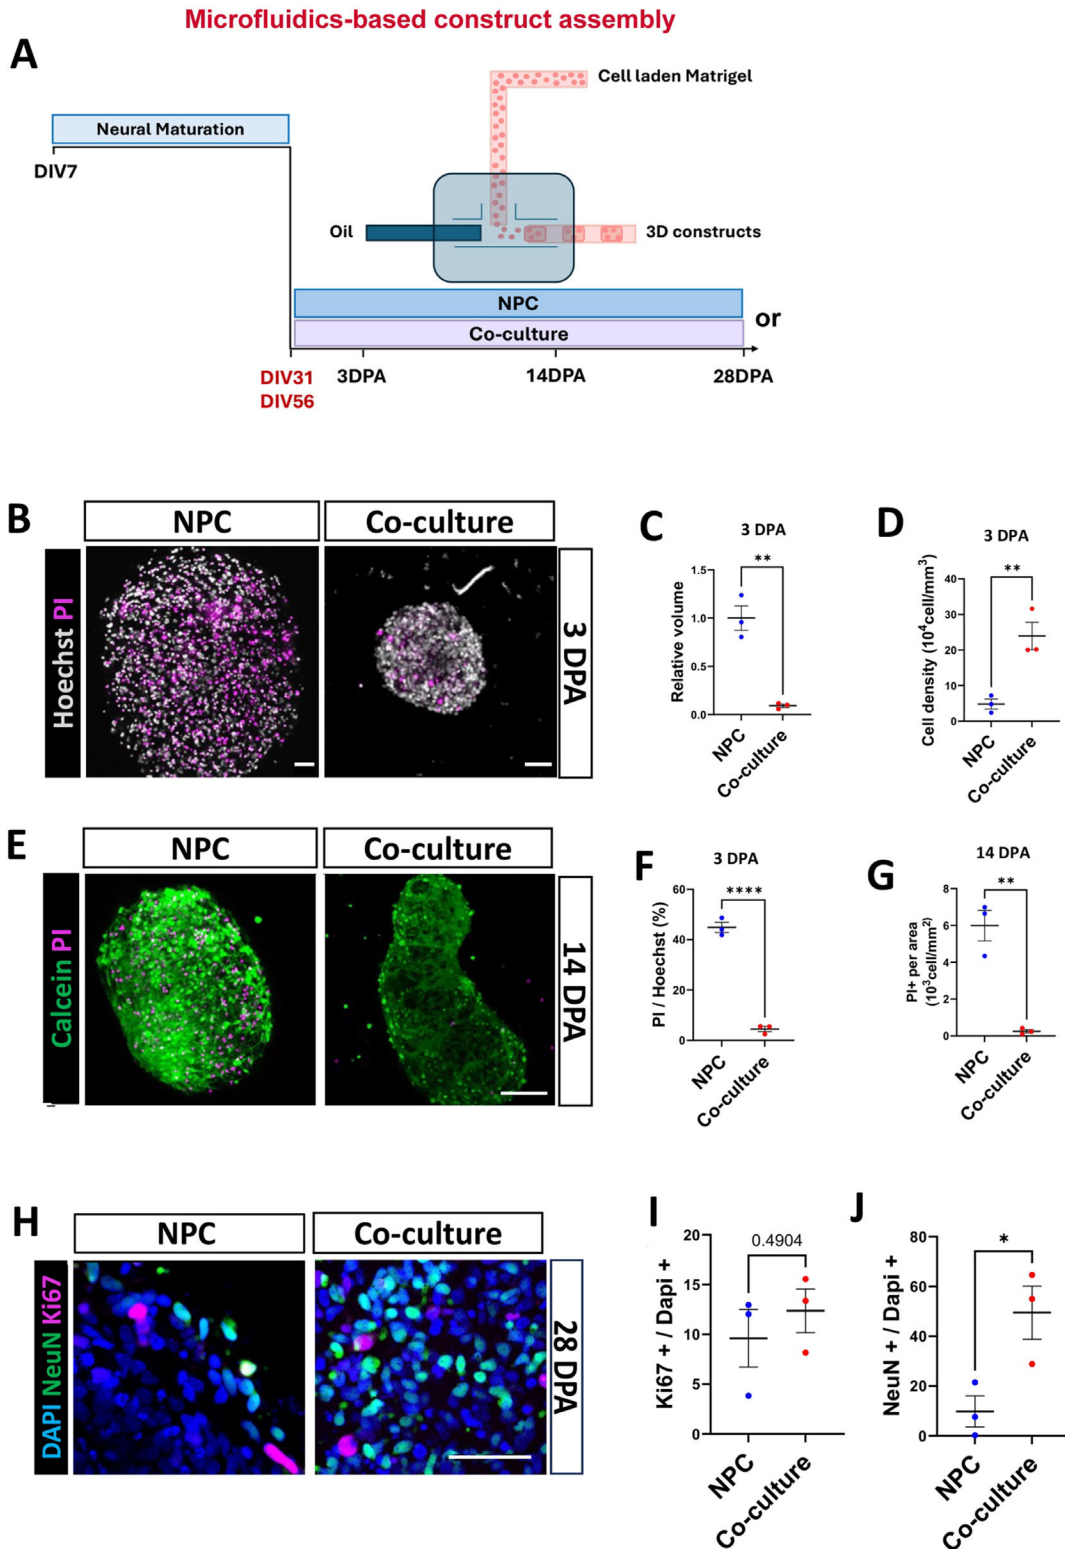 Microfluidics-based construct assembly
A
Cell laden Matrigel
Neural Maturation
DIV7
Oil
3D constructs
NPC
or
Co-culture
DIV31
3DPA
14DPA
28DPA
DIV56
B
NPC
Co-culture
Hoechst PI
3 DPA
C
3 DPA
**
Relative volume
1.5
1.0
0.5
0.0
NPC
Co-culture
D
3 DPA
**
Cell density (10⁴cell/mm³)
40
30
20
10
0
NPC
Co-culture
E
NPC
Co-culture
Calcein PI
14 DPA
F
3 DPA
****
PI / Hoechst (%)
60
40
20
0
NPC
Co-culture
G
14 DPA
**
PI+ per area
(10³cell/mm²)
8
6
4
2
0
NPC
Co-culture
H
NPC
Co-culture
DAPI NeuN Ki67
28 DPA
I
0.4904
Ki67 + / Dapi +
20
15
10
5
0
NPC
Co-culture
J
*
NeuN + / Dapi +
80
60
40
20
0
NPC
Co-culture